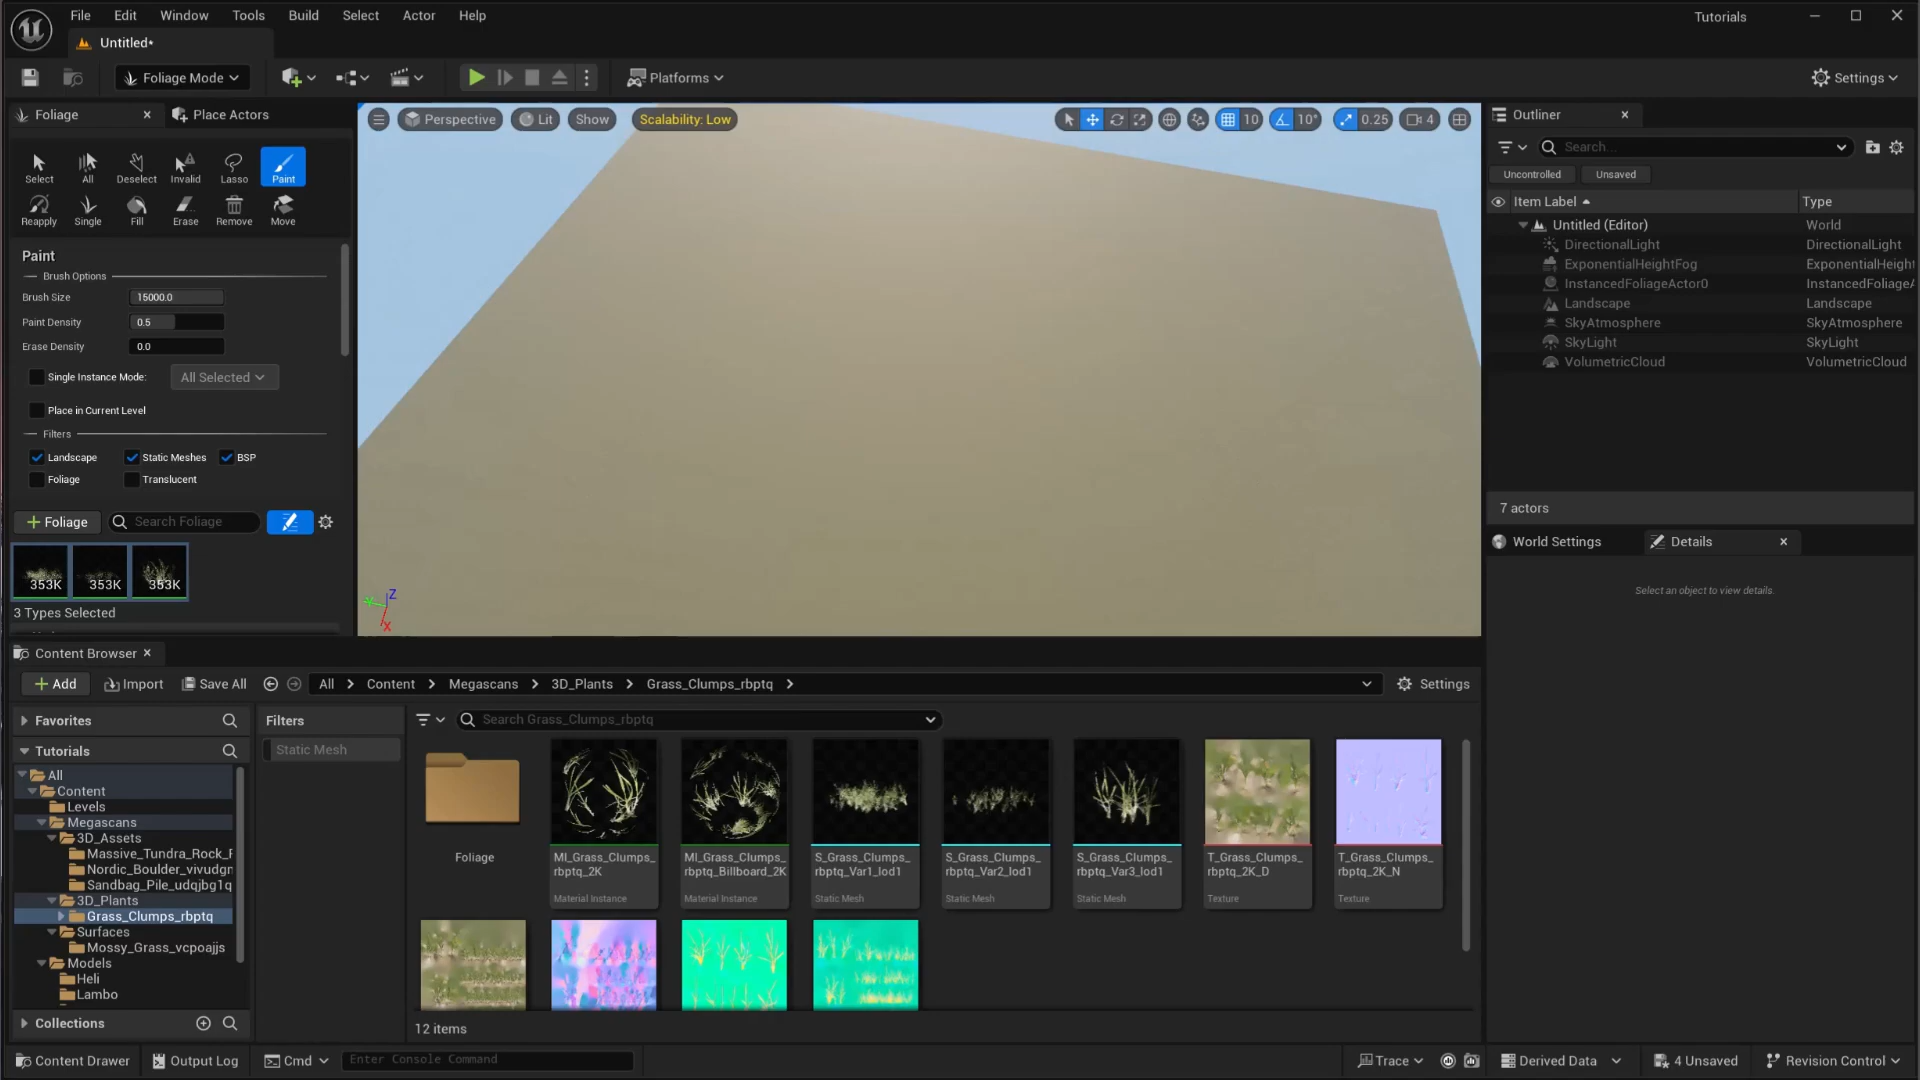 File Edit Window Tools Build Select Actor Help
Tutorials
Untitled*
Foliage Mode
Platforms
Settings
Foliage
Place Actors
Perspective
Lit
Show
Scalability: Low
10
10°
0.25
4
Outliner
Search...
Uncontrolled
Unsaved
Item Label
Type
Untitled (Editor) World
DirectionalLight DirectionalLight
ExponentialHeightFog ExponentialHeight
InstancedFoliageActor0 InstancedFoliageA
Landscape Landscape
SkyAtmosphere SkyAtmosphere
SkyLight SkyLight
VolumetricCloud VolumetricCloud
7 actors
World Settings
Details
Select an object to view details.
Select All Deselect Invalid Lasso Paint
Reapply Single Fill Erase Remove Move
Paint
Brush Options
Brush Size 15000.0
Paint Density 0.5
Erase Density 0.0
Single Instance Mode: All Selected
Place in Current Level
Filters
Landscape Static Meshes BSP
Foliage Translucent
+ Foliage
Search Foliage
353K 353K 353K
3 Types Selected
Z
X
Content Browser
+ Add
Import
Save All
All > Content > Megascans > 3D_Plants > Grass_Clumps_rbptq >
Settings
Favorites
Tutorials
All
Content
Levels
Megascans
3D_Assets
Massive_Tundra_Rock_F
Nordic_Boulder_vivudgn
Sandbag_Pile_udqjbg1q
3D_Plants
Grass_Clumps_rbptq
Surfaces
Mossy_Grass_vcpoajjs
Models
Heli
Lambo
Collections
Filters
Static Mesh
Search Grass_Clumps_rbptq
Foliage
MI_Grass_Clumps_
rbptq_2K
Material Instance
MI_Grass_Clumps_
rbptq_Billboard_2K
Material Instance
S_Grass_Clumps_
rbptq_Var1_lod1
Static Mesh
S_Grass_Clumps_
rbptq_Var2_lod1
Static Mesh
S_Grass_Clumps_
rbptq_Var3_lod1
Static Mesh
T_Grass_Clumps_
rbptq_2K_D
Texture
T_Grass_Clumps_
rbptq_2K_N
Texture
12 items
Content Drawer
Output Log
Cmd
Enter Console Command
Trace
Derived Data
4 Unsaved
Revision Control